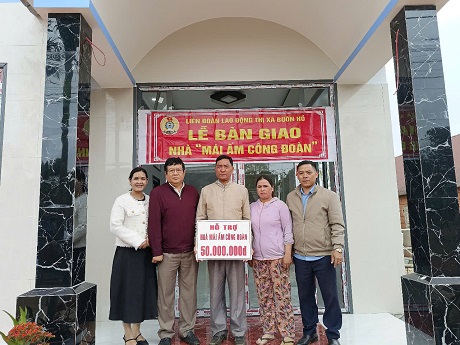 LIÊN ĐOÀN LAO ĐỘNG THỊ XÃ BUÔN HỒ
LỄ BÀN GIAO
NHÀ "MÁI ẤM CÔNG ĐOÀN"
HỖ TRỢ
NHÀ MÁI ẤM CÔNG ĐOÀN
50.000.000đ